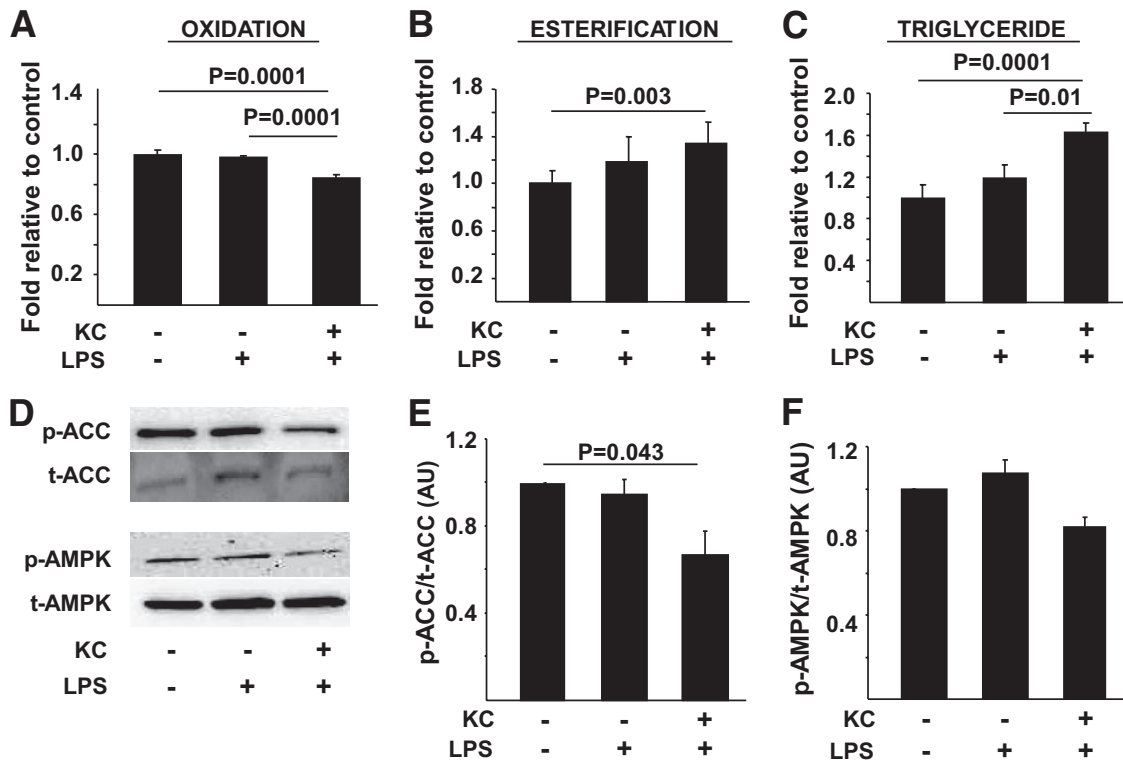 A OXIDATION
P=0.0001
P=0.0001
Fold relative to control
1.4
1.0
0.6
0.2
KC - - +
LPS - + +
B ESTERIFICATION
P=0.003
Fold relative to control
1.8
1.4
1.0
0.6
0.2
KC - - +
LPS - + +
C TRIGLYCERIDE
P=0.0001
P=0.01
Fold relative to control
2.0
1.6
1.2
0.8
0.4
KC - - +
LPS - + +
D
p-ACC
t-ACC
p-AMPK
t-AMPK
KC - - +
LPS - + +
E
P=0.043
p-ACC/t-ACC (AU)
1.2
0.8
0.4
KC - - +
LPS - + +
F
p-AMPK/t-AMPK (AU)
1.2
0.8
0.4
KC - - +
LPS - + +